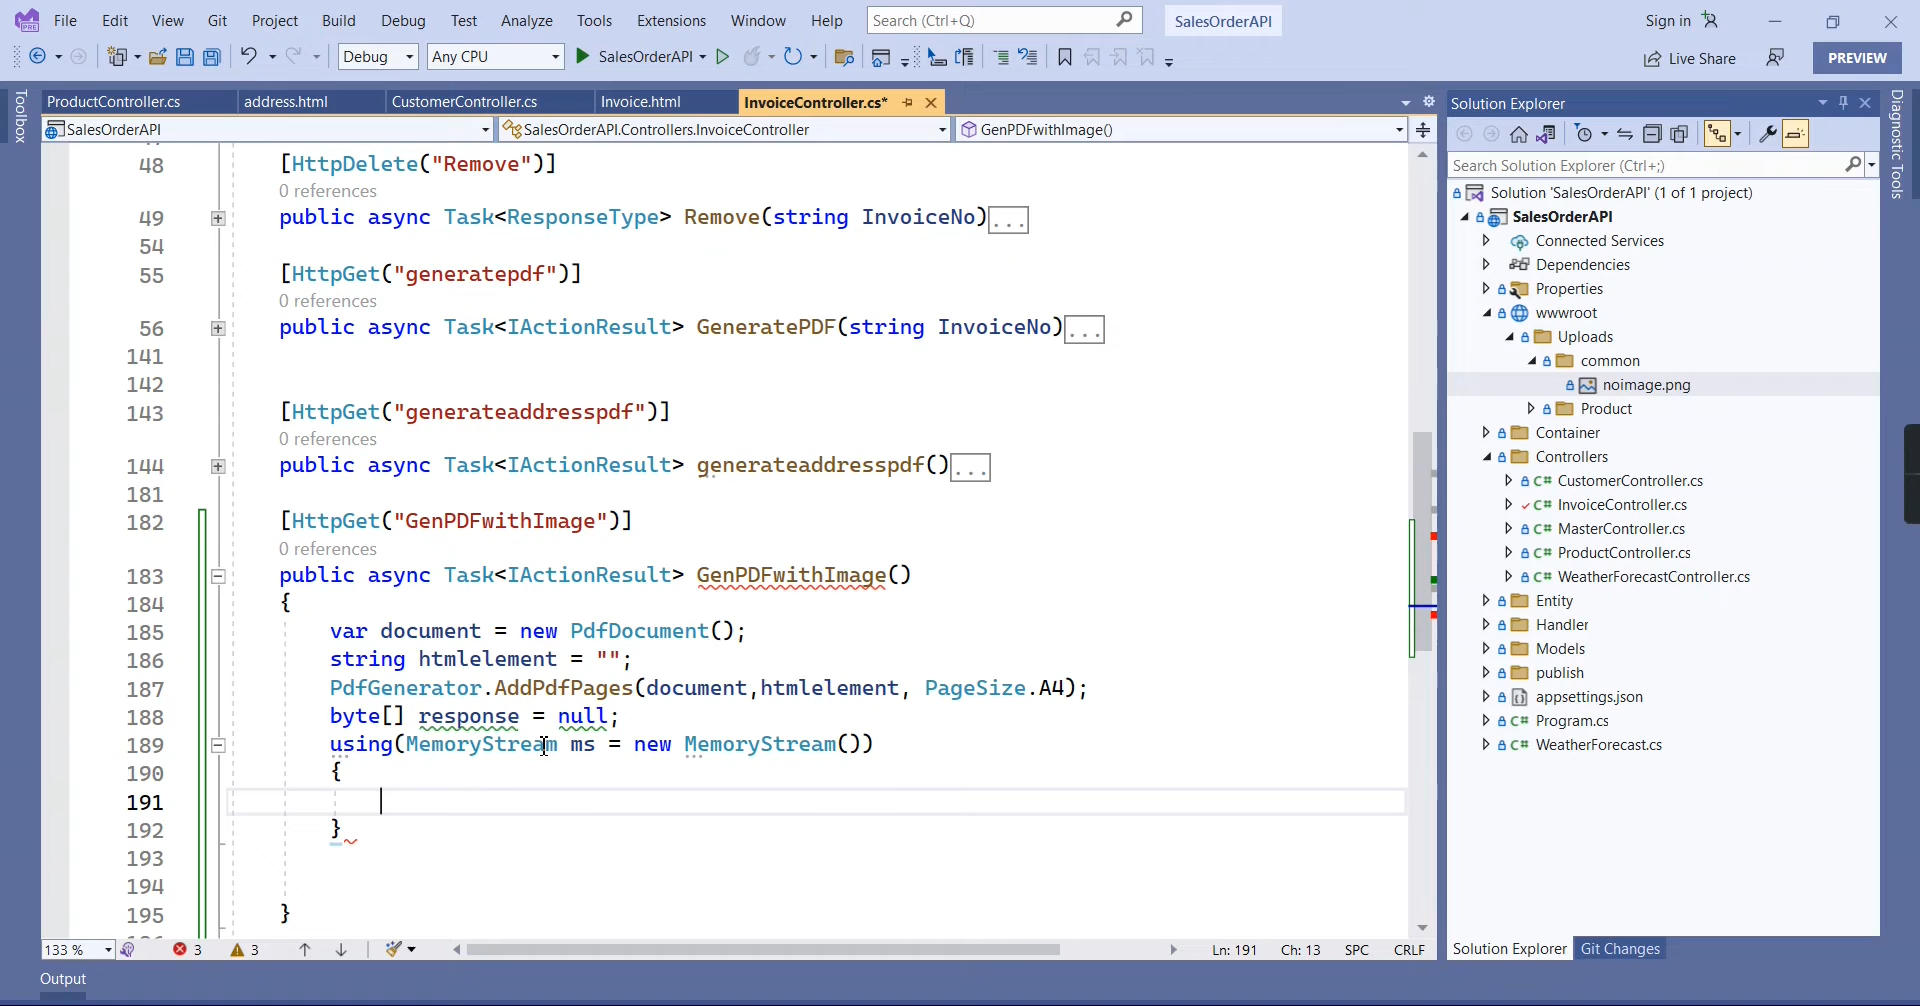 File Edit View Git Project Build Debug Test Analyze Tools Extensions Window Help Search (Ctrl+Q) SalesOrderAPI Sign in
Debug Any CPU SalesOrderAPI Live Share PREVIEW
Toolbox
ProductController.cs address.html CustomerController.cs Invoice.html InvoiceController.cs*
SalesOrderAPI SalesOrderAPI.Controllers.InvoiceController GenPDFwithImage()
48 [HttpDelete("Remove")]
0 references
49 public async Task<ResponseType> Remove(string InvoiceNo)...
54
55 [HttpGet("generatepdf")]
0 references
56 public async Task<IActionResult> GeneratePDF(string InvoiceNo)...
141
142
143 [HttpGet("generateaddresspdf")]
0 references
144 public async Task<IActionResult> generateaddresspdf()...
181
182 [HttpGet("GenPDFwithImage")]
0 references
183 public async Task<IActionResult> GenPDFwithImage()
184 {
185 var document = new PdfDocument();
186 string htmlelement = "";
187 PdfGenerator.AddPdfPages(document,htmlelement, PageSize.A4);
188 byte[] response = null;
189 using(MemoryStream ms = new MemoryStream())
190 {
191
192 }
193
194
195 }
133 % 3 3 Ln: 191 Ch: 13 SPC CRLF
Output
Solution Explorer
Search Solution Explorer (Ctrl+;)
Solution 'SalesOrderAPI' (1 of 1 project)
SalesOrderAPI
Connected Services
Dependencies
Properties
wwwroot
Uploads
common
noimage.png
Product
Container
Controllers
C# CustomerController.cs
C# InvoiceController.cs
C# MasterController.cs
C# ProductController.cs
C# WeatherForecastController.cs
Entity
Handler
Models
publish
appsettings.json
C# Program.cs
C# WeatherForecast.cs
Solution Explorer Git Changes
Diagnostic Tools